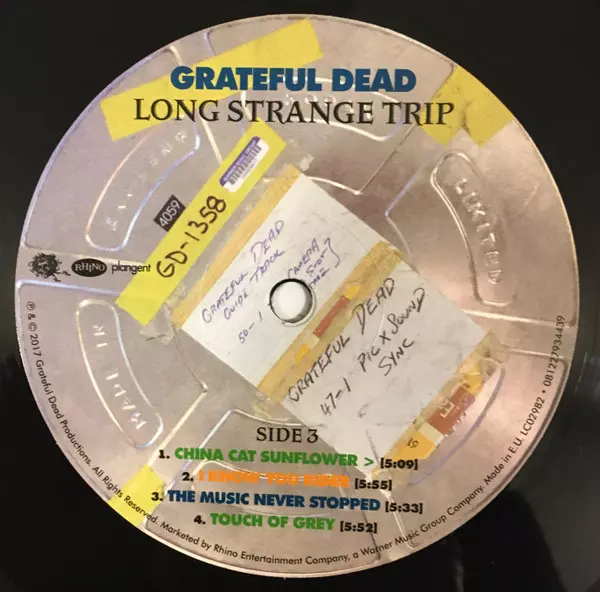 GRATEFUL DEAD
LONG STRANGE TRIP
LIMITED
4059
GD-1358
RHINO plangent
GRATEFUL DEAD
GUIDE TRACK
50-1
CAMERA
GRATEFUL DEAD
47-1 PIC X SOUND
SYNC
MADE IN
SIDE 3
1. CHINA CAT SUNFLOWER > [5:09]
2. I KNOW YOU RIDER [5:55]
3. THE MUSIC NEVER STOPPED [5:33]
4. TOUCH OF GREY [5:52]
℗ & © 2017 Grateful Dead Productions. All Rights Reserved. Marketed by Rhino Entertainment Company, a Warner Music Group Company. Made in E.U. LC02982 • 081227934439